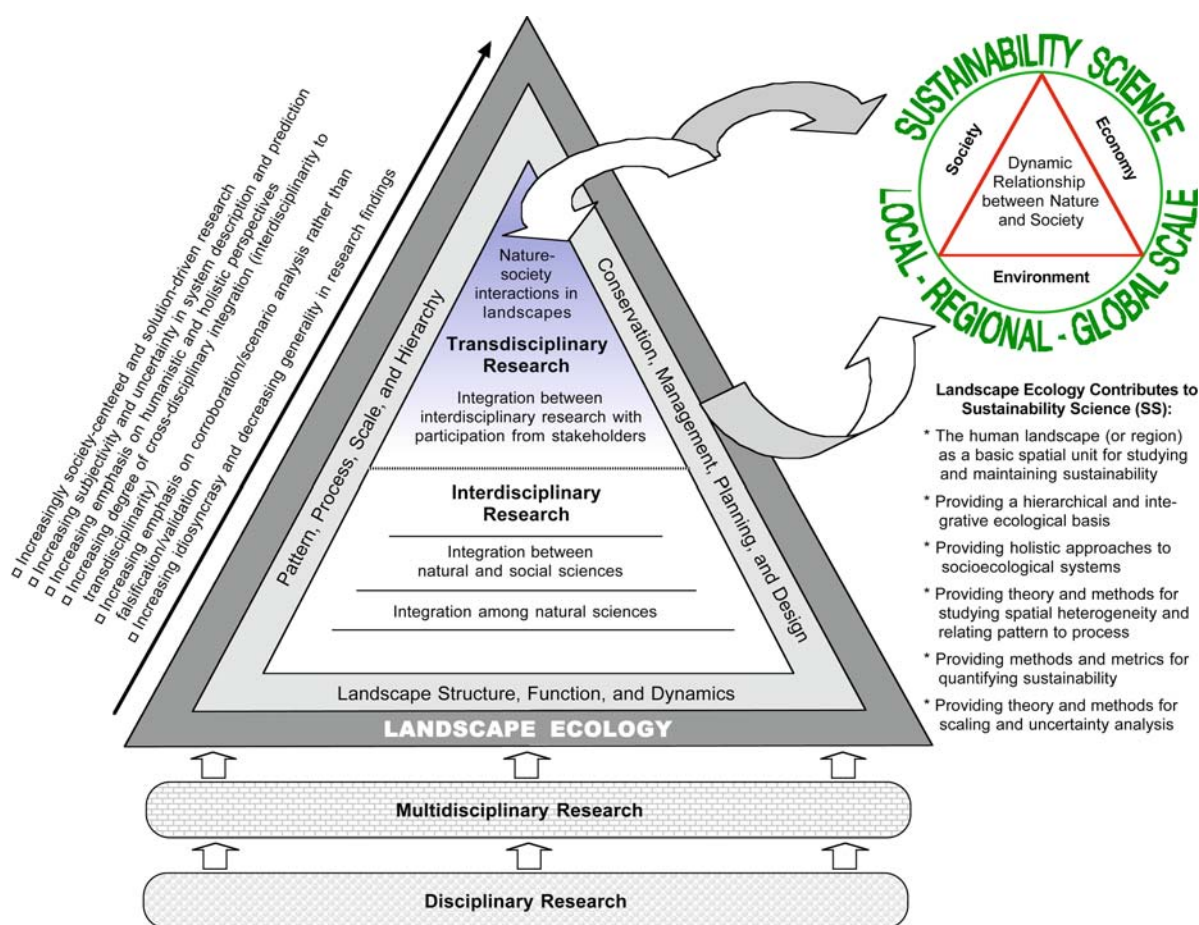 □ Increasingly society-centered and solution-driven research
□ Increasing subjectivity and uncertainty in system description and prediction
□ Increasing emphasis on humanistic and holistic perspectives
□ Increasing degree of cross-disciplinary integration (interdisciplinarity to
transdisciplinarity)
□ Increasing emphasis on corroboration/scenario analysis rather than
falsification/validation
□ Increasing idiosyncrasy and decreasing generality in research findings
Pattern, Process, Scale, and Hierarchy
Conservation, Management, Planning, and Design
Nature-
society
interactions in
landscapes
Transdisciplinary
Research
Integration between
interdisciplinary research with
participation from stakeholders
Interdisciplinary
Research
Integration between
natural and social sciences
Integration among natural sciences
Landscape Structure, Function, and Dynamics
LANDSCAPE ECOLOGY
Multidisciplinary Research
Disciplinary Research
SUSTAINABILITY SCIENCE
Society
Economy
Dynamic
Relationship
between Nature
and Society
Environment
LOCAL - REGIONAL - GLOBAL SCALE
Landscape Ecology Contributes to
Sustainability Science (SS):
* The human landscape (or region)
as a basic spatial unit for studying
and maintaining sustainability
* Providing a hierarchical and inte-
grative ecological basis
* Providing holistic approaches to
socioecological systems
* Providing theory and methods for
studying spatial heterogeneity and
relating pattern to process
* Providing methods and metrics for
quantifying sustainability
* Providing theory and methods for
scaling and uncertainty analysis